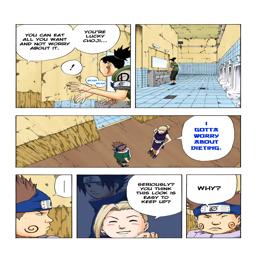 YOU'RE
LUCKY
CHOJI....
YOU CAN EAT
ALL YOU WANT
AND NOT WORRY
ABOUT IT.
!
I
GOTTA
WORRY
ABOUT
DIETING.
SERIOUSLY?
YOU THINK
THIS LOOK IS
EASY TO
KEEP UP?
WHY?